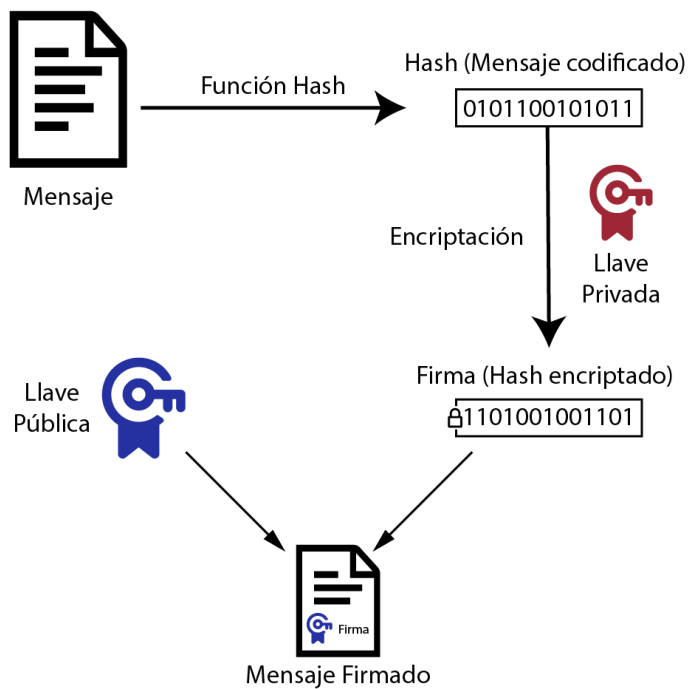 Función Hash
Hash (Mensaje codificado)
0101100101011
Mensaje
Encriptación
Llave
Privada
Firma (Hash encriptado)
1101001001101
Llave
Pública
Firma
Mensaje Firmado